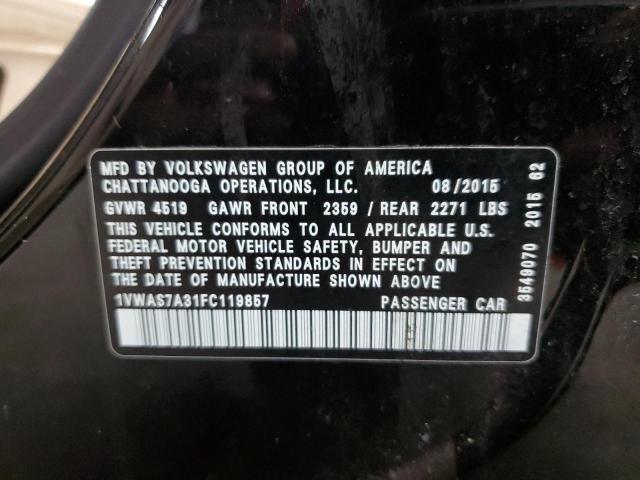 MFD BY VOLKSWAGEN GROUP OF AMERICA
CHATTANOOGA OPERATIONS, LLC. 08/2015
GVWR 4519 GAWR FRONT 2359 / REAR 2271 LBS
THIS VEHICLE CONFORMS TO ALL APPLICABLE U.S.
FEDERAL MOTOR VEHICLE SAFETY, BUMPER AND
THEFT PREVENTION STANDARDS IN EFFECT ON
THE DATE OF MANUFACTURE SHOWN ABOVE
1VWAS7A31FC119857 PASSENGER CAR
3549070 2015 62